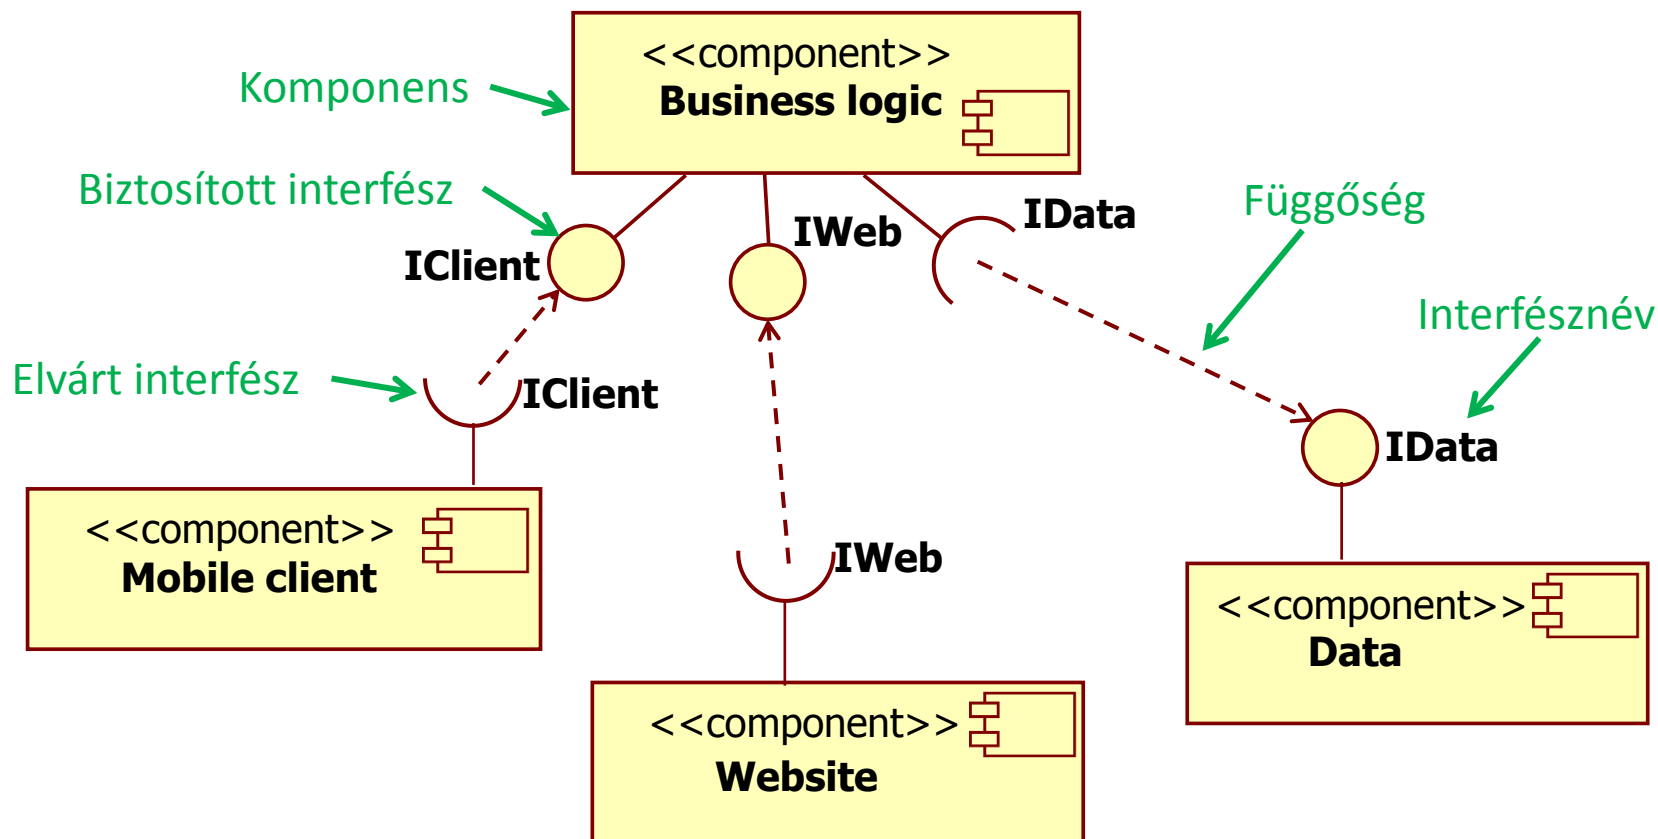 <<component>>
Business logic
Komponens
Biztosított interfész
IClient
IWeb
IData
Függőség
Interfésznév
Elvárt interfész
IClient
IData
<<component>>
Mobile client
IWeb
<<component>>
Data
<<component>>
Website